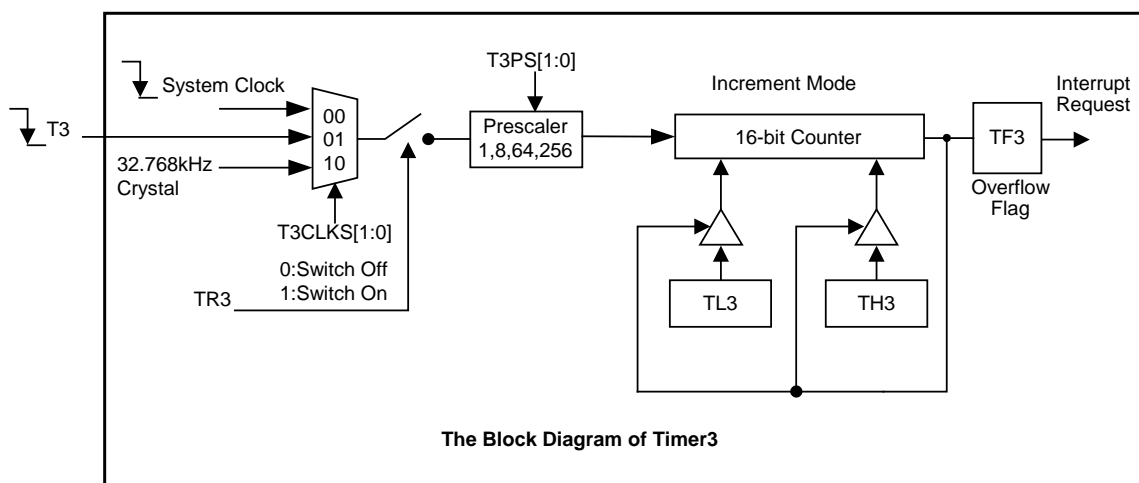 T3PS[1:0]
Increment Mode
Interrupt
Request
System Clock
T3
00
01
10
Prescaler
1,8,64,256
16-bit Counter
TF3
32.768kHz
Crystal
Overflow
Flag
T3CLKS[1:0]
0:Switch Off
1:Switch On
TR3
TL3
TH3
The Block Diagram of Timer3